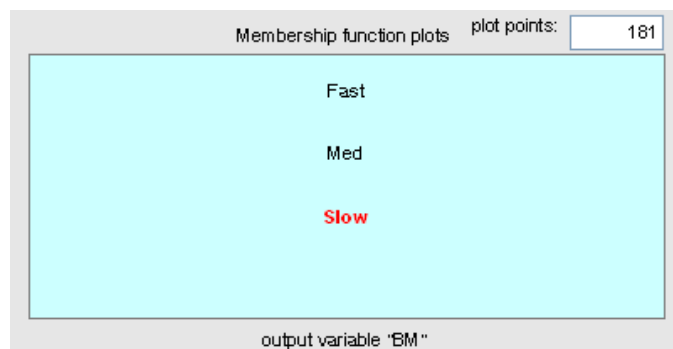 Membership function plots plot points: 181
Fast
Med
Slow
output variable "BM"